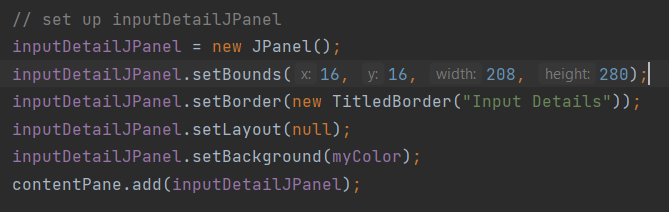 // set up inputDetailJPanel
inputDetailJPanel = new JPanel();
inputDetailJPanel.setBounds( x: 16, y: 16, width: 208, height: 280);
inputDetailJPanel.setBorder(new TitledBorder("Input Details"));
inputDetailJPanel.setLayout(null);
inputDetailJPanel.setBackground(myColor);
contentPane.add(inputDetailJPanel);